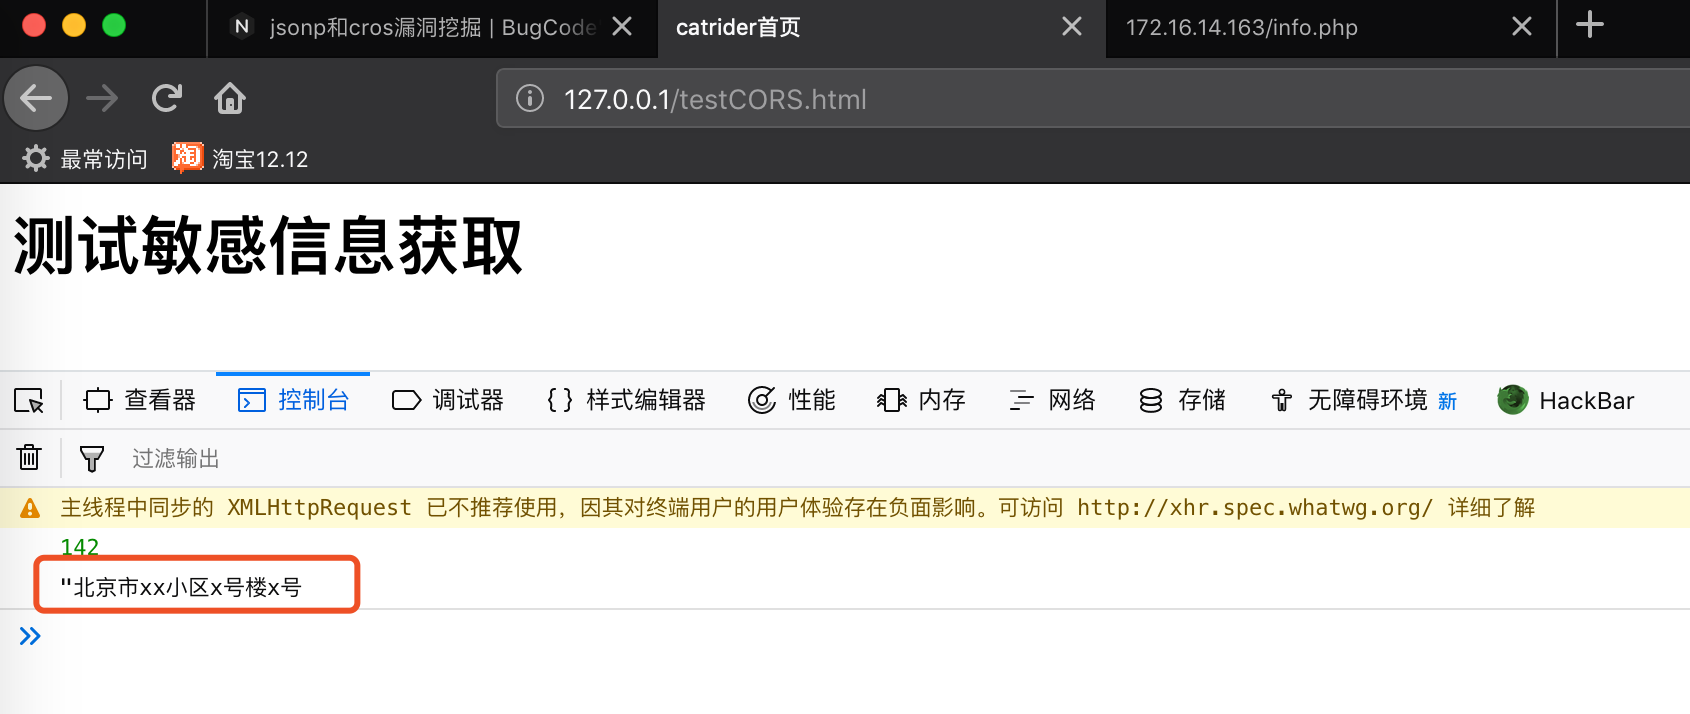 jsonp和cros漏洞挖掘 | BugCode
catrider首页
172.16.14.163/info.php
127.0.0.1/testCORS.html
最常访问 淘 淘宝12.12
测试敏感信息获取
查看器 控制台 调试器 {} 样式编辑器 性能 内存 网络 存储 无障碍环境 新 HackBar
过滤输出
主线程中同步的 XMLHttpRequest 已不推荐使用，因其对终端用户的用户体验存在负面影响。可访问 http://xhr.spec.whatwg.org/ 详细了解
142
"北京市xx小区x号楼x号